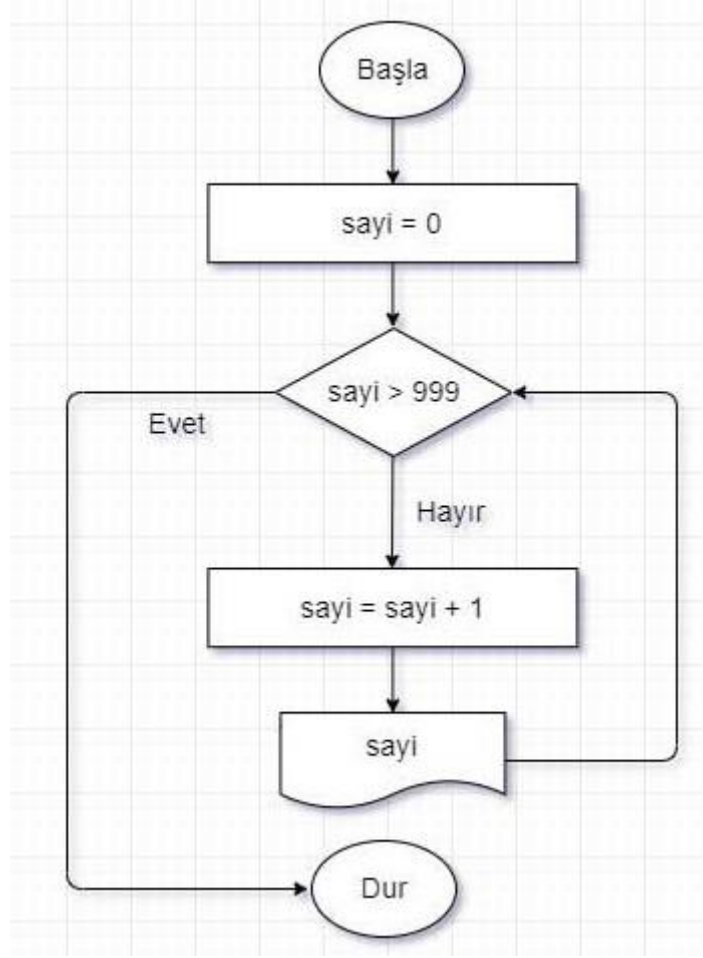 Başla
sayi = 0
sayi > 999
Evet
Hayır
sayi = sayi + 1
sayi
Dur